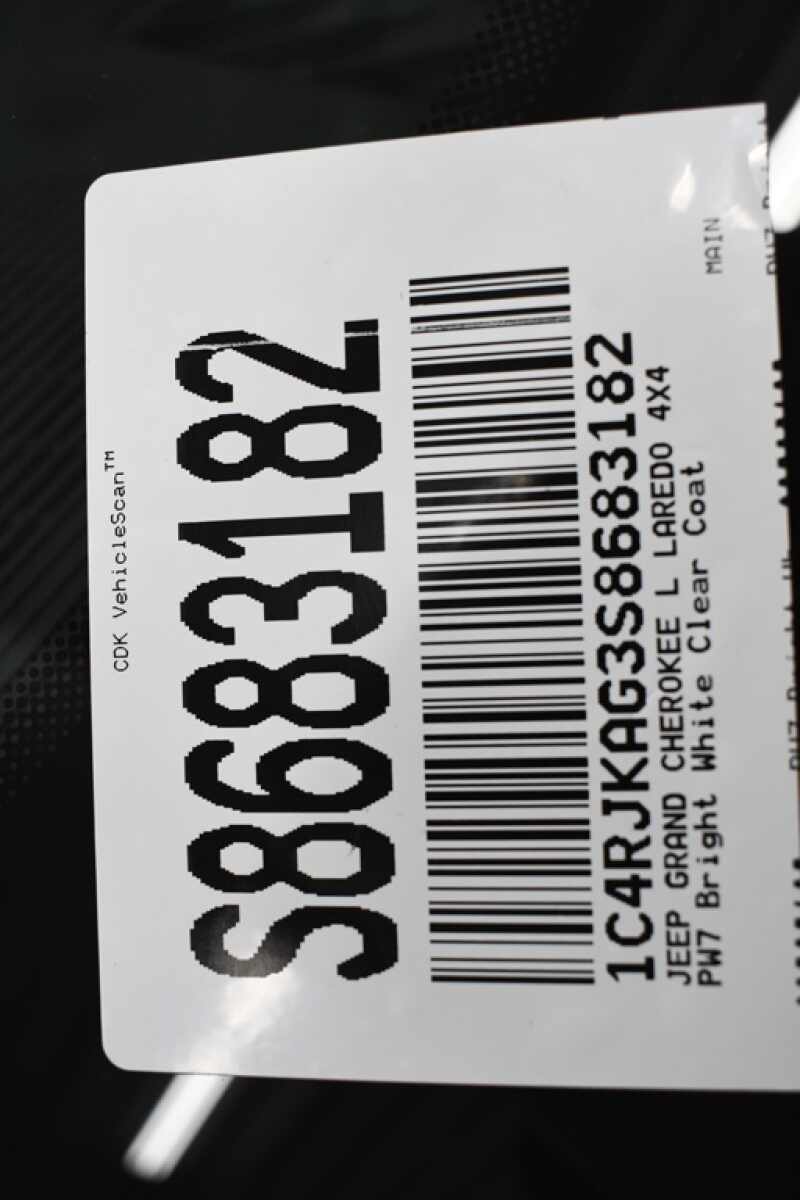 CDK VehicleScan™
S8683182
1C4RJKAG3S8683182
JEEP GRAND CHEROKEE L LAREDO 4X4
PW7 Bright White Clear Coat
MAIN